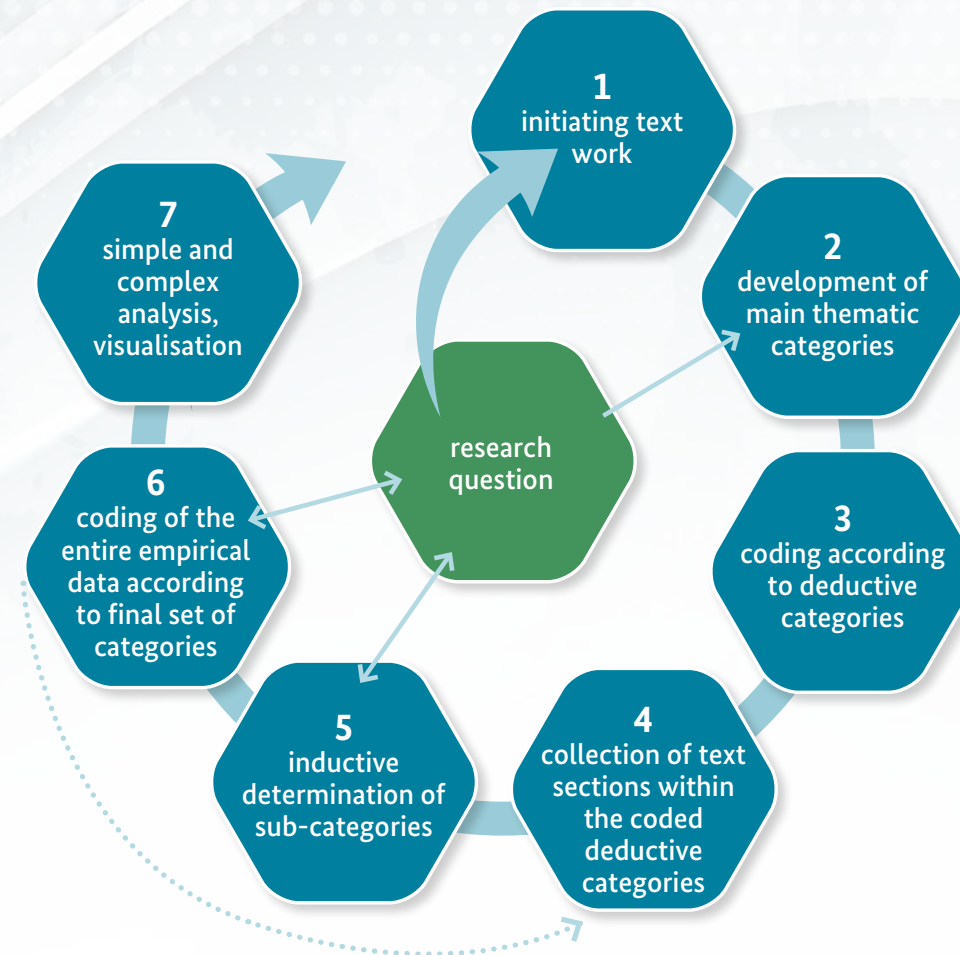 1
initiating text
work
2
development of
main thematic
categories
3
coding according
to deductive
categories
4
collection of text
sections within
the coded
deductive
categories
5
inductive
determination of
sub-categories
6
coding of the
entire empirical
data according
to final set of
categories
7
simple and
complex
analysis,
visualisation
research
question